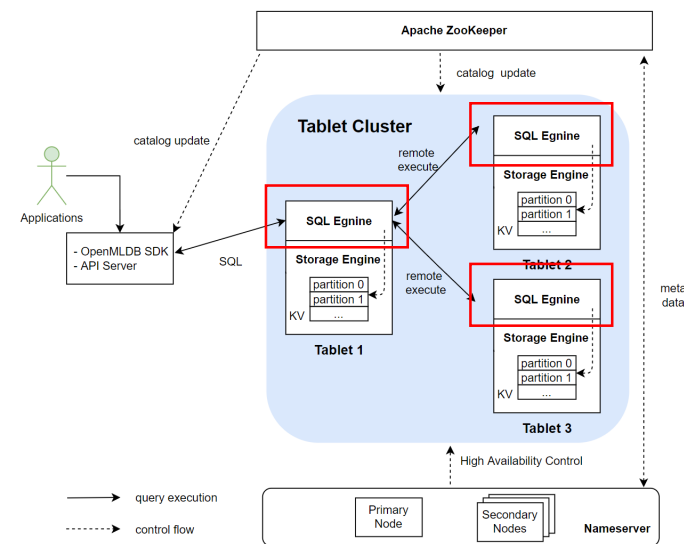 Apache ZooKeeper
catalog update
catalog update
Tablet Cluster
Applications
- OpenMLDB SDK
- API Server
SQL
remote
execute
remote
execute
SQL Egnine
Storage Engine
partition 0
partition 1
...
KV
Tablet 1
SQL Egnine
Storage Engine
partition 0
partition 1
...
KV
Tablet 2
SQL Egnine
Storage Engine
partition 0
partition 1
...
KV
Tablet 3
meta
data
High Availability Control
query execution
control flow
Primary
Node
Secondary
Nodes
Nameserver